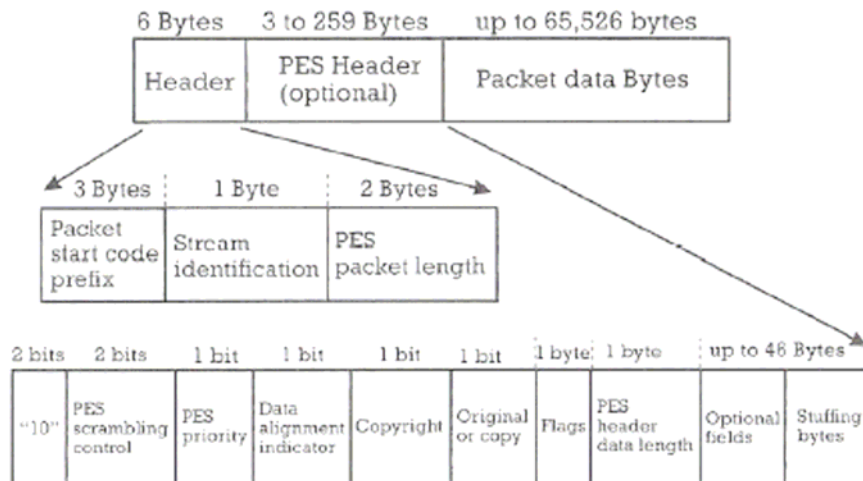 6 Bytes 3 to 259 Bytes up to 65,526 bytes
Header
PES Header
(optional)
Packet data Bytes
3 Bytes 1 Byte 2 Bytes
Packet
start code
prefix
Stream
identification
PES
packet length
2 bits 2 bits 1 bit 1 bit 1 bit 1 bit 1 byte 1 byte up to 46 Bytes
"10"
PES
scrambling
control
PES
priority
Data
alignment
indicator
Copyright
Original
or copy
Flags
PES
header
data length
Optional
fields
Stuffing
bytes